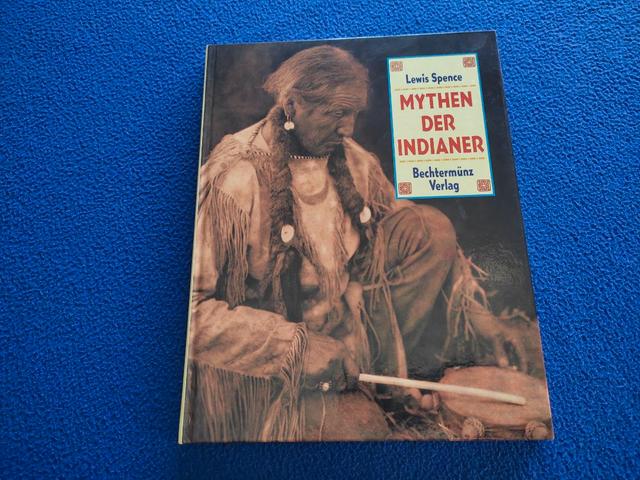 Lewis Spence
MYTHEN
DER
INDIANER
Bechtermünz
Verlag